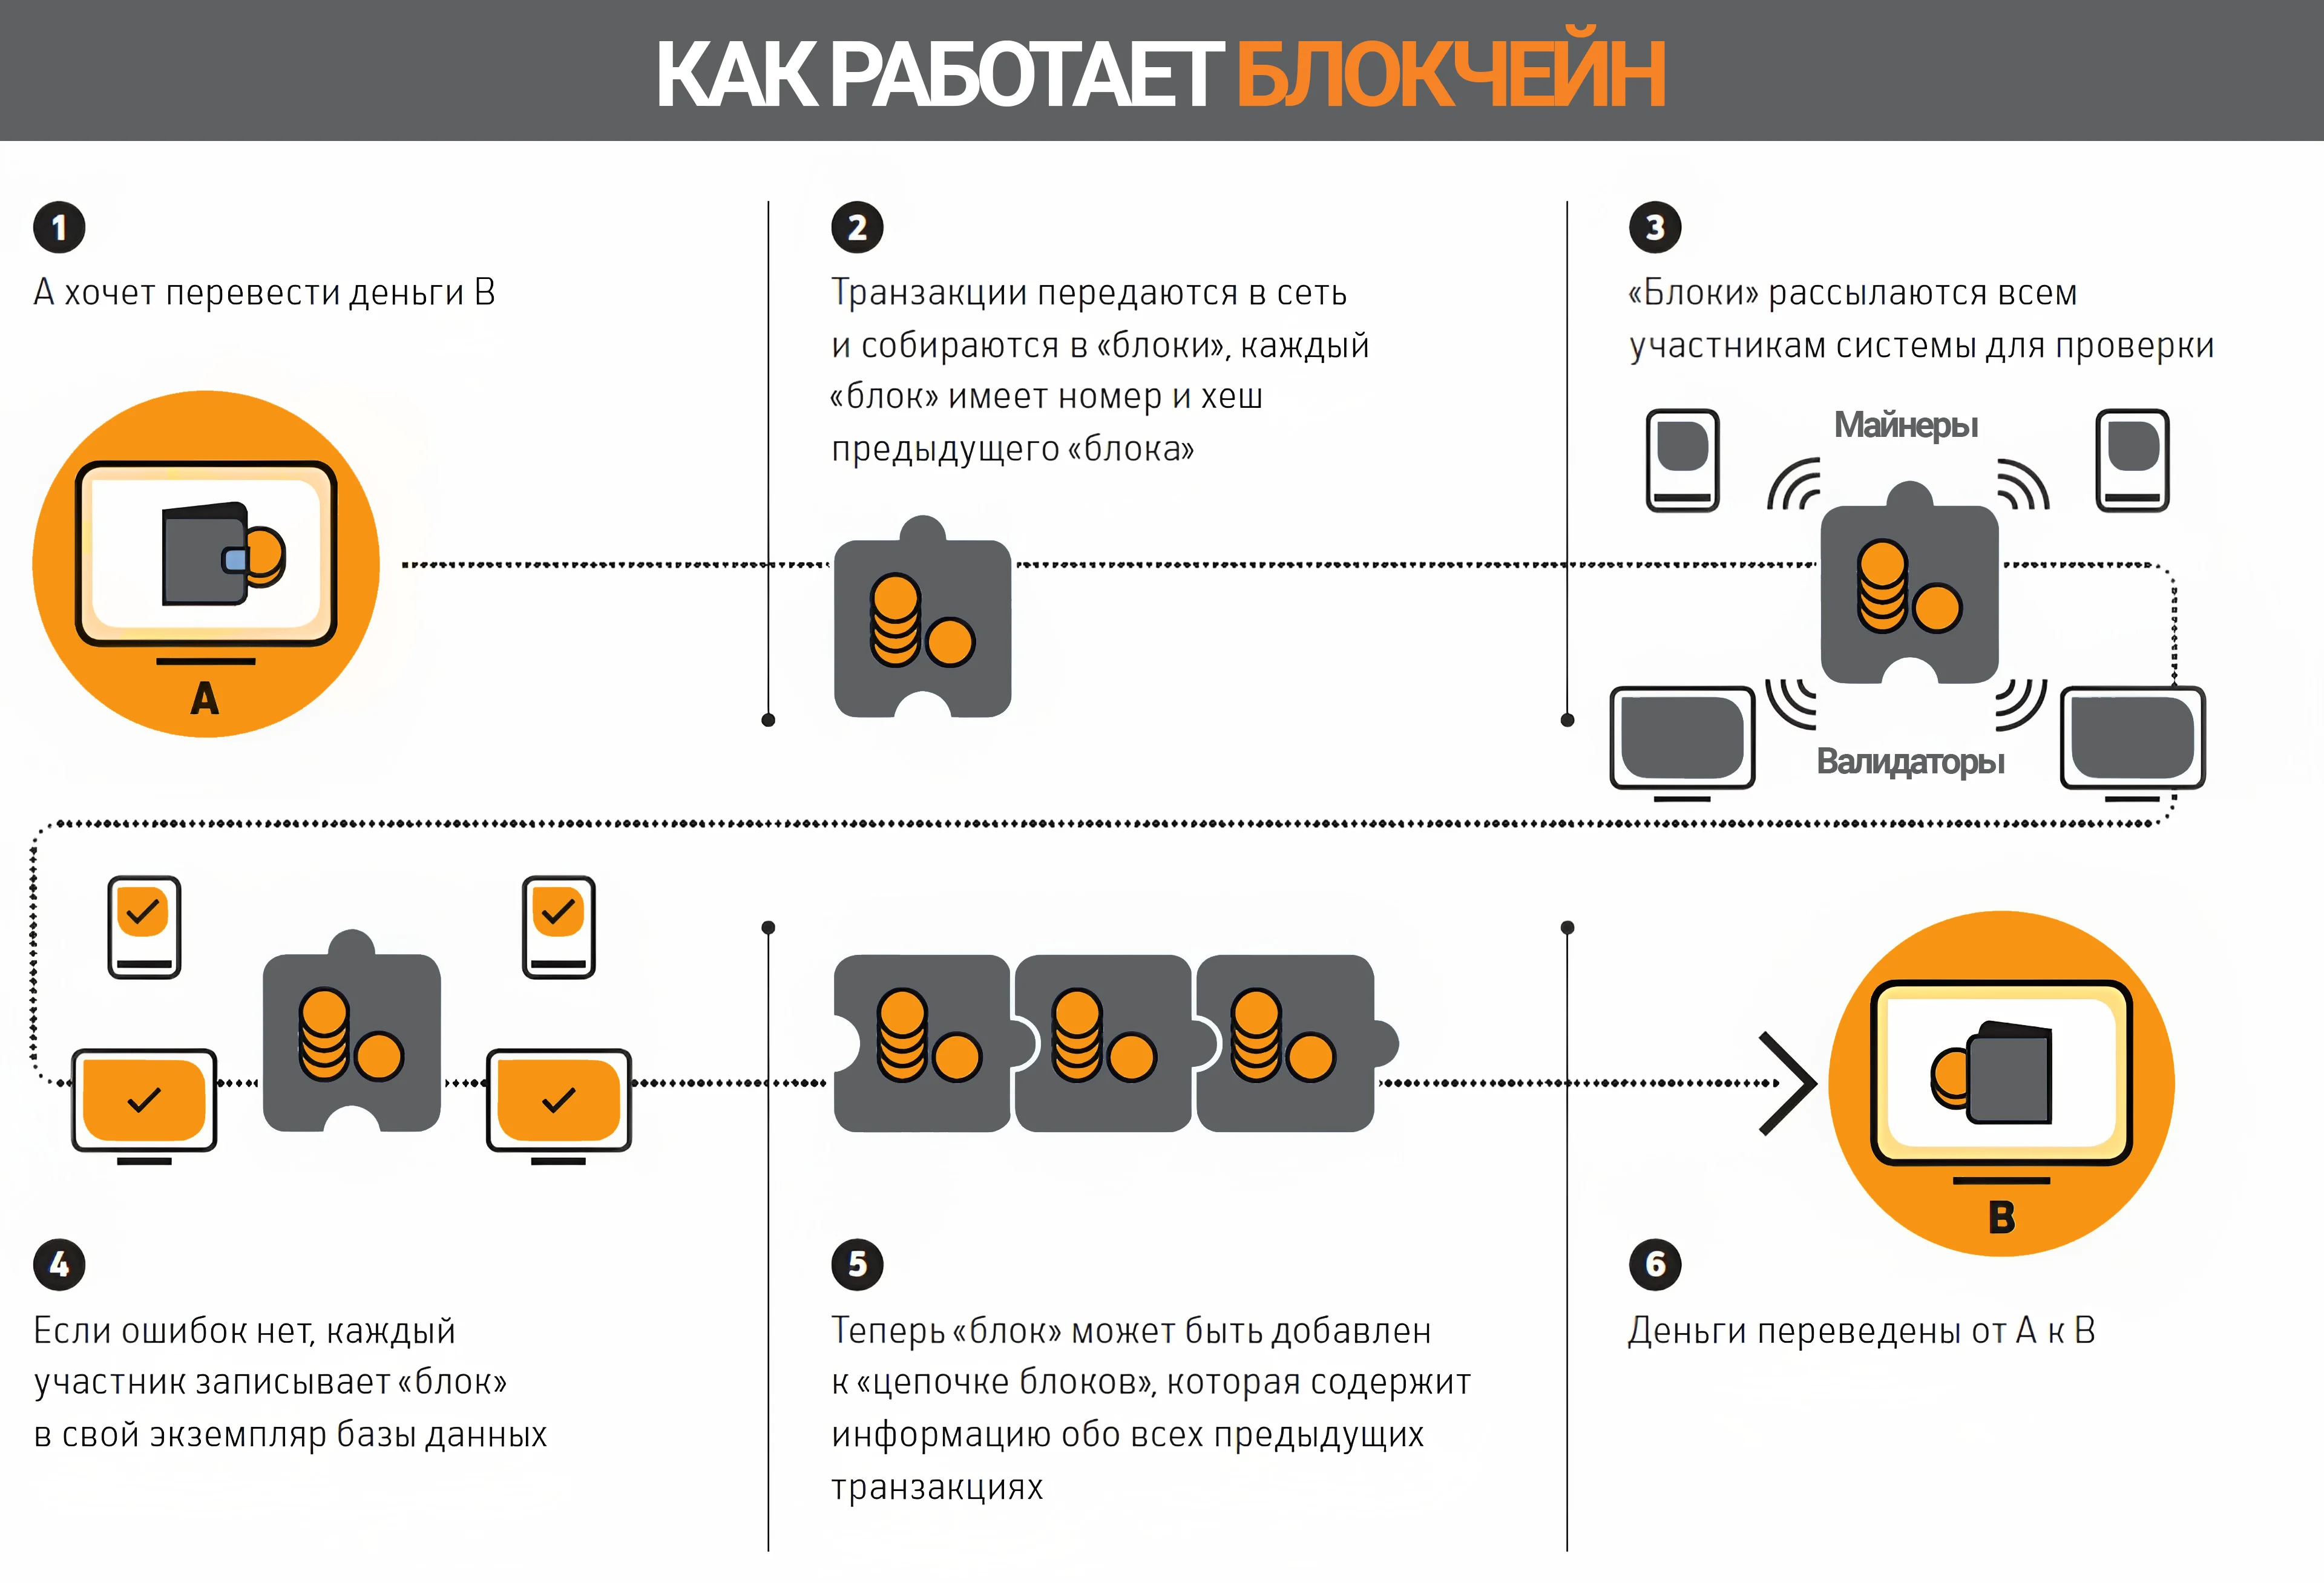 КАК РАБОТАЕТ БЛОКЧЕЙН
1
А хочет перевести деньги В
2
Транзакции передаются в сеть
и собираются в «блоки», каждый
«блок» имеет номер и хеш
предыдущего «блока»
3
«Блоки» рассылаются всем
участникам системы для проверки
Майнеры
Валидаторы
А
4
Если ошибок нет, каждый
участник записывает «блок»
в свой экземпляр базы данных
5
Теперь «блок» может быть добавлен
к «цепочке блоков», которая содержит
информацию обо всех предыдущих
транзакциях
В
6
Деньги переведены от А к В